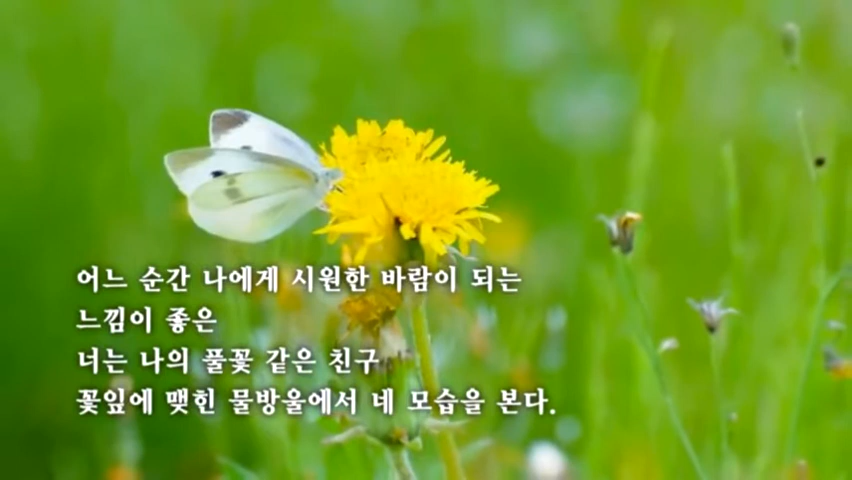 어느 순간 나에게 시원한 바람이 되는
느낌이 좋은
너는 나의 풀꽃 같은 친구
꽃잎에 맺힌 물방울에서 네 모습을 본다.